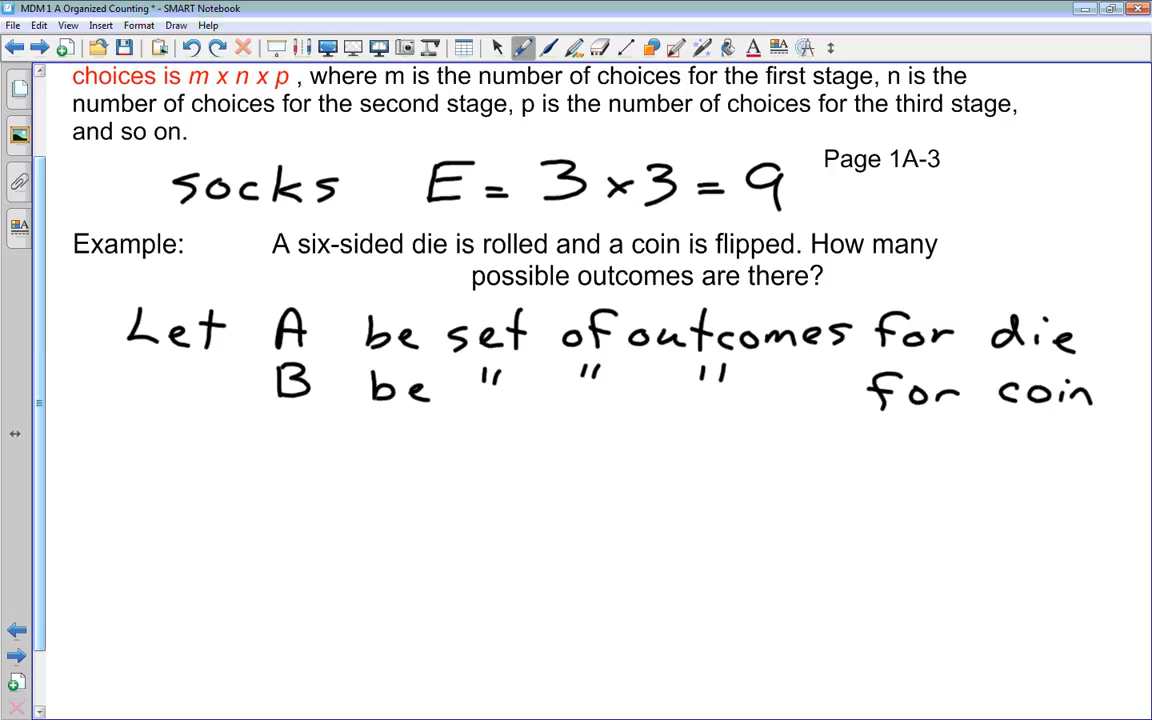 MDM 1 A Organized Counting * - SMART Notebook
File Edit View Insert Format Draw Help
choices is m x n x p , where m is the number of choices for the first stage, n is the
number of choices for the second stage, p is the number of choices for the third stage,
and so on.
Page 1A-3
socks E = 3 × 3 = 9
Example: A six-sided die is rolled and a coin is flipped. How many
possible outcomes are there?
Let A be set of outcomes for die
B be " " " for coin